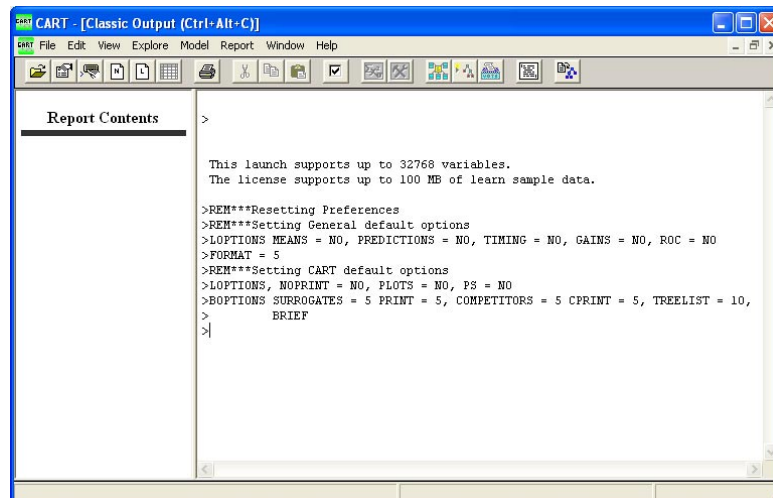 CART - [Classic Output (Ctrl+Alt+C)]
File Edit View Explore Model Report Window Help
Report Contents
>
This launch supports up to 32768 variables.
The license supports up to 100 MB of learn sample data.
>REM***Resetting Preferences
>REM***Setting General default options
>LOPTIONS MEANS = NO, PREDICTIONS = NO, TIMING = NO, GAINS = NO, ROC = NO
>FORMAT = 5
>REM***Setting CART default options
>LOPTIONS, NOPRINT = NO, PLOTS = NO, PS = NO
>BOPTIONS SURROGATES = 5 PRINT = 5, COMPETITORS = 5 CPRINT = 5, TREELIST = 10,
> BRIEF
>